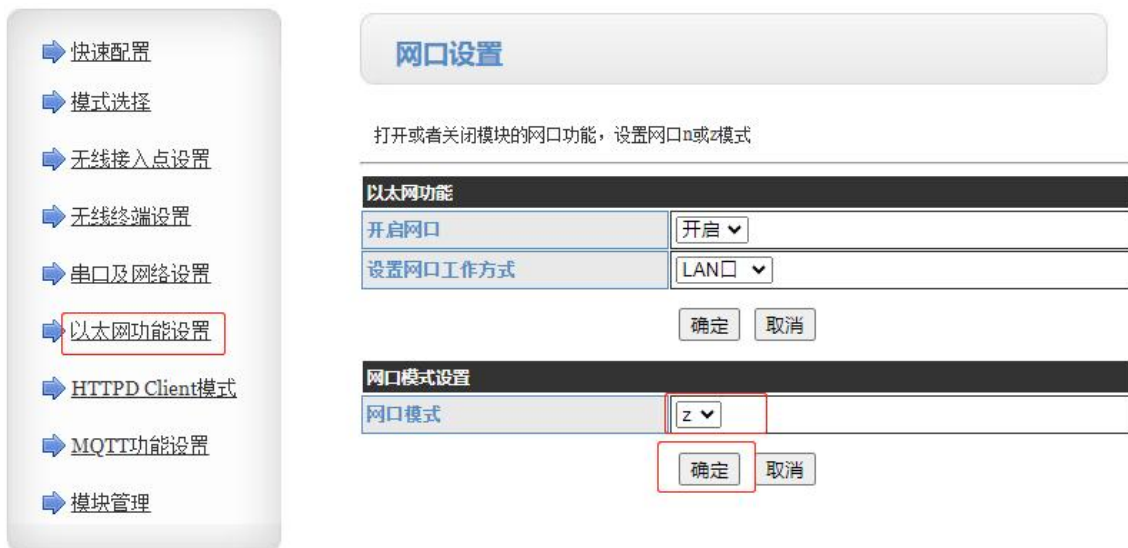 快速配置
模式选择
无线接入点设置
无线终端设置
串口及网络设置
以太网功能设置
HTTPD Client模式
MQTT功能设置
模块管理
网口设置
打开或者关闭模块的网口功能，设置网口n或z模式
以太网功能
开启网口 开启
设置网口工作方式 LAN口
确定 取消
网口模式设置
网口模式 z
确定 取消